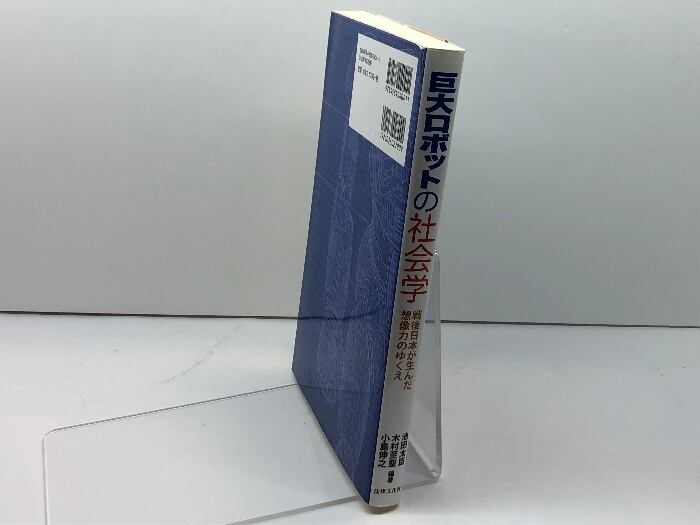 巨大ロボットの社会学
戦後日本が生んだ
想像力のゆくえ
池田太臣
木村至聖
小島伸之
編著
法律文化社